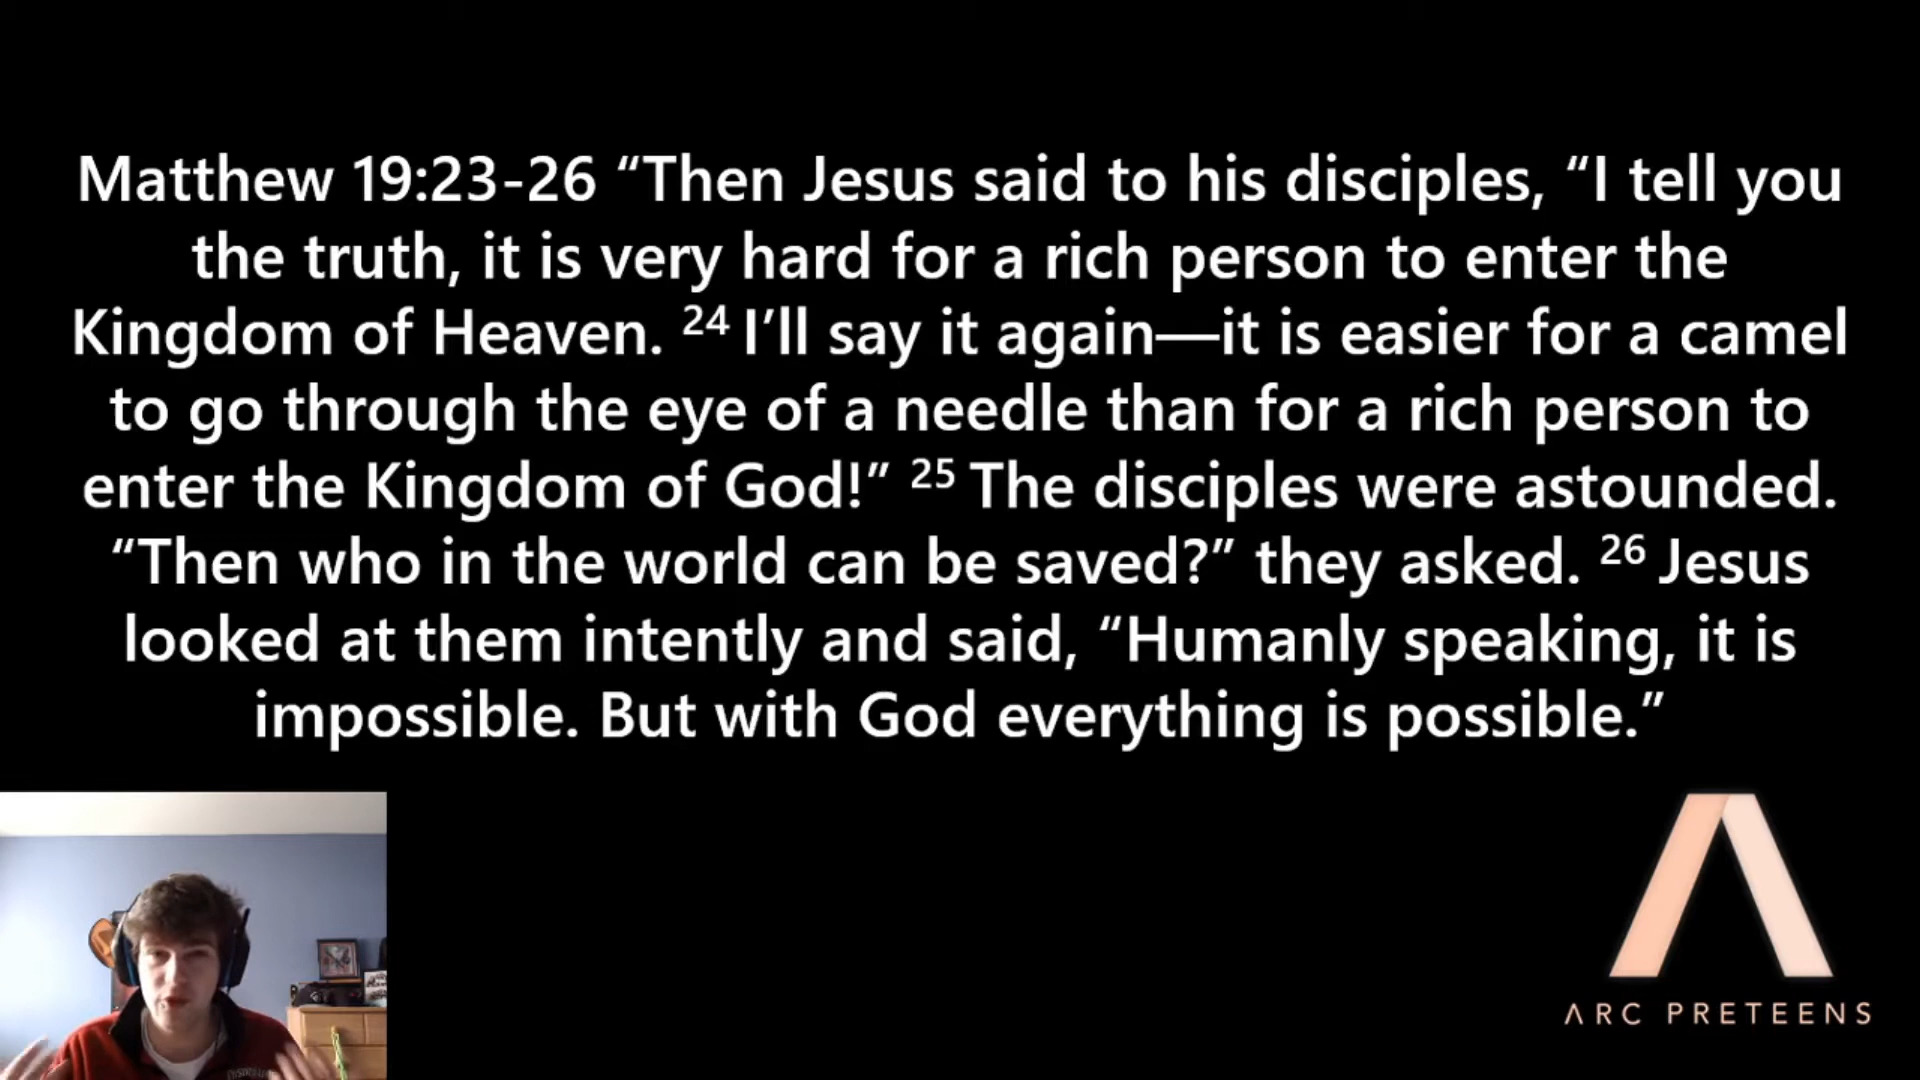 Matthew 19:23-26 “Then Jesus said to his disciples, “I tell you
the truth, it is very hard for a rich person to enter the
Kingdom of Heaven. ²⁴ I’ll say it again—it is easier for a camel
to go through the eye of a needle than for a rich person to
enter the Kingdom of God!” ²⁵ The disciples were astounded.
“Then who in the world can be saved?” they asked. ²⁶ Jesus
looked at them intently and said, “Humanly speaking, it is
impossible. But with God everything is possible.”
ARC PRETEENS